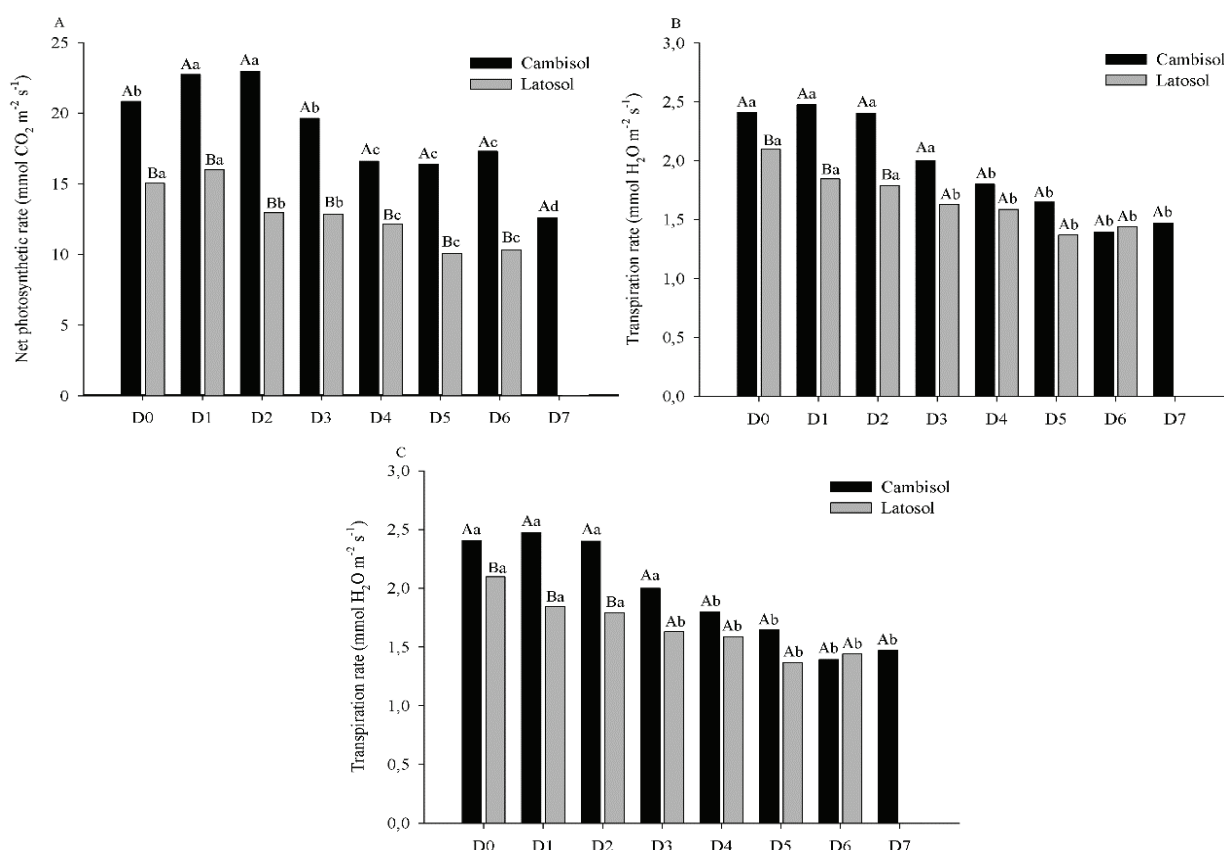 A
Net photosynthetic rate (mmol CO₂ m⁻² s⁻¹)
25
20
15
10
5
0
Cambisol
Latosol
Ab Aa Aa Ab Ac Ac Ac Ad
Ba Ba Bb Bb Bc Bc Bc
D0 D1 D2 D3 D4 D5 D6 D7
B
Transpiration rate (mmol H₂O m⁻² s⁻¹)
3,0
2,5
2,0
1,5
1,0
0,5
0,0
Cambisol
Latosol
Aa Aa Aa Aa Ab Ab Ab Ab
Ba Ba Ba Ab Ab Ab Ab
D0 D1 D2 D3 D4 D5 D6 D7
C
Transpiration rate (mmol H₂O m⁻² s⁻¹)
3,0
2,5
2,0
1,5
1,0
0,5
0,0
Cambisol
Latosol
Aa Aa Aa Aa Ab Ab Ab Ab
Ba Ba Ba Ab Ab Ab Ab
D0 D1 D2 D3 D4 D5 D6 D7